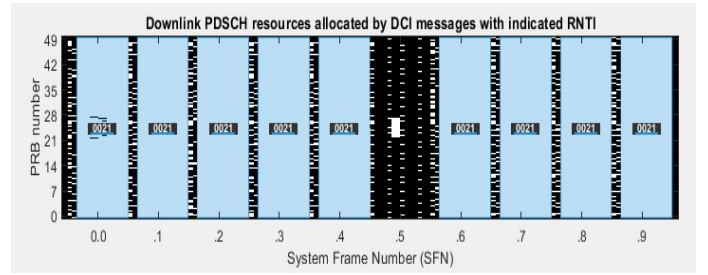 Downlink PDSCH resources allocated by DCI messages with indicated RNTI
PRB number
49
42
35
28
21
14
7
0
0021 0021 0021 0021 0021 0021 0021 0021 0021
0.0 .1 .2 .3 .4 .5 .6 .7 .8 .9
System Frame Number (SFN)